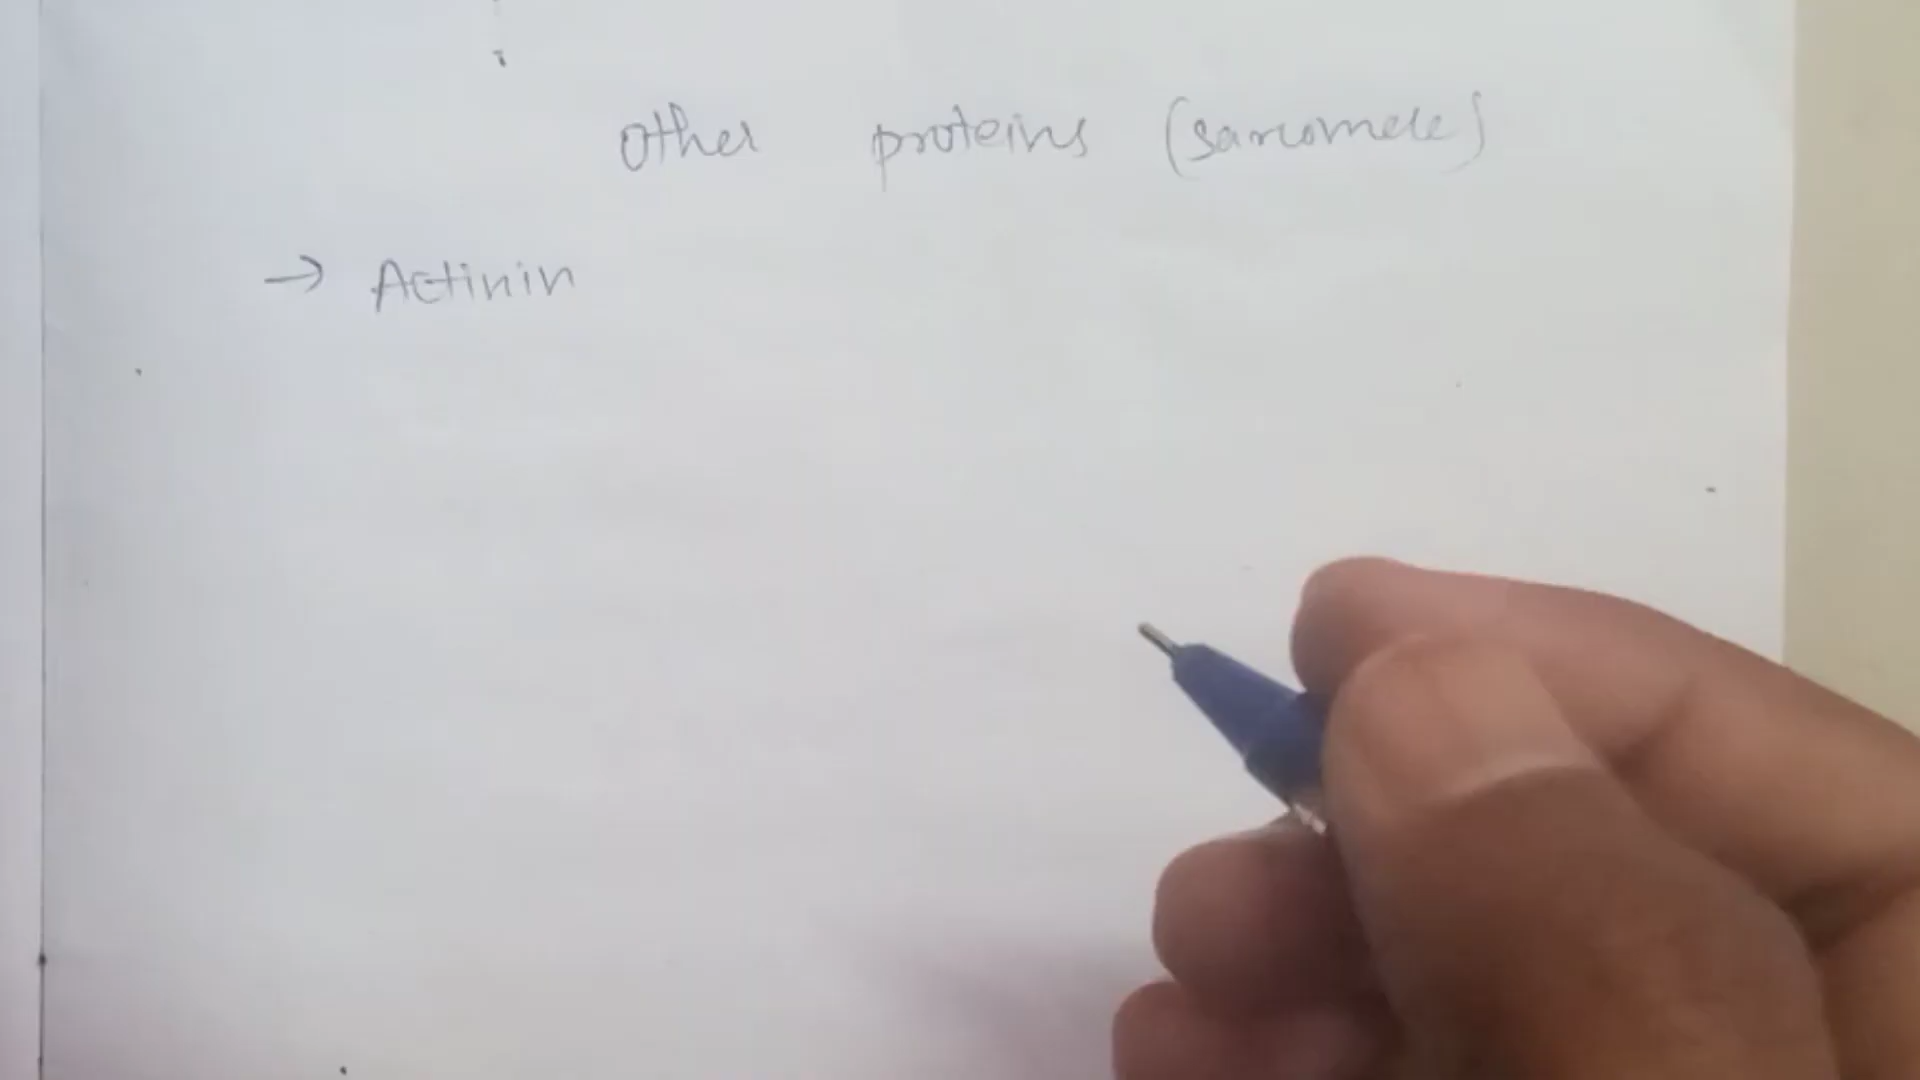 Other proteins (sarcomere)
→ Actinin